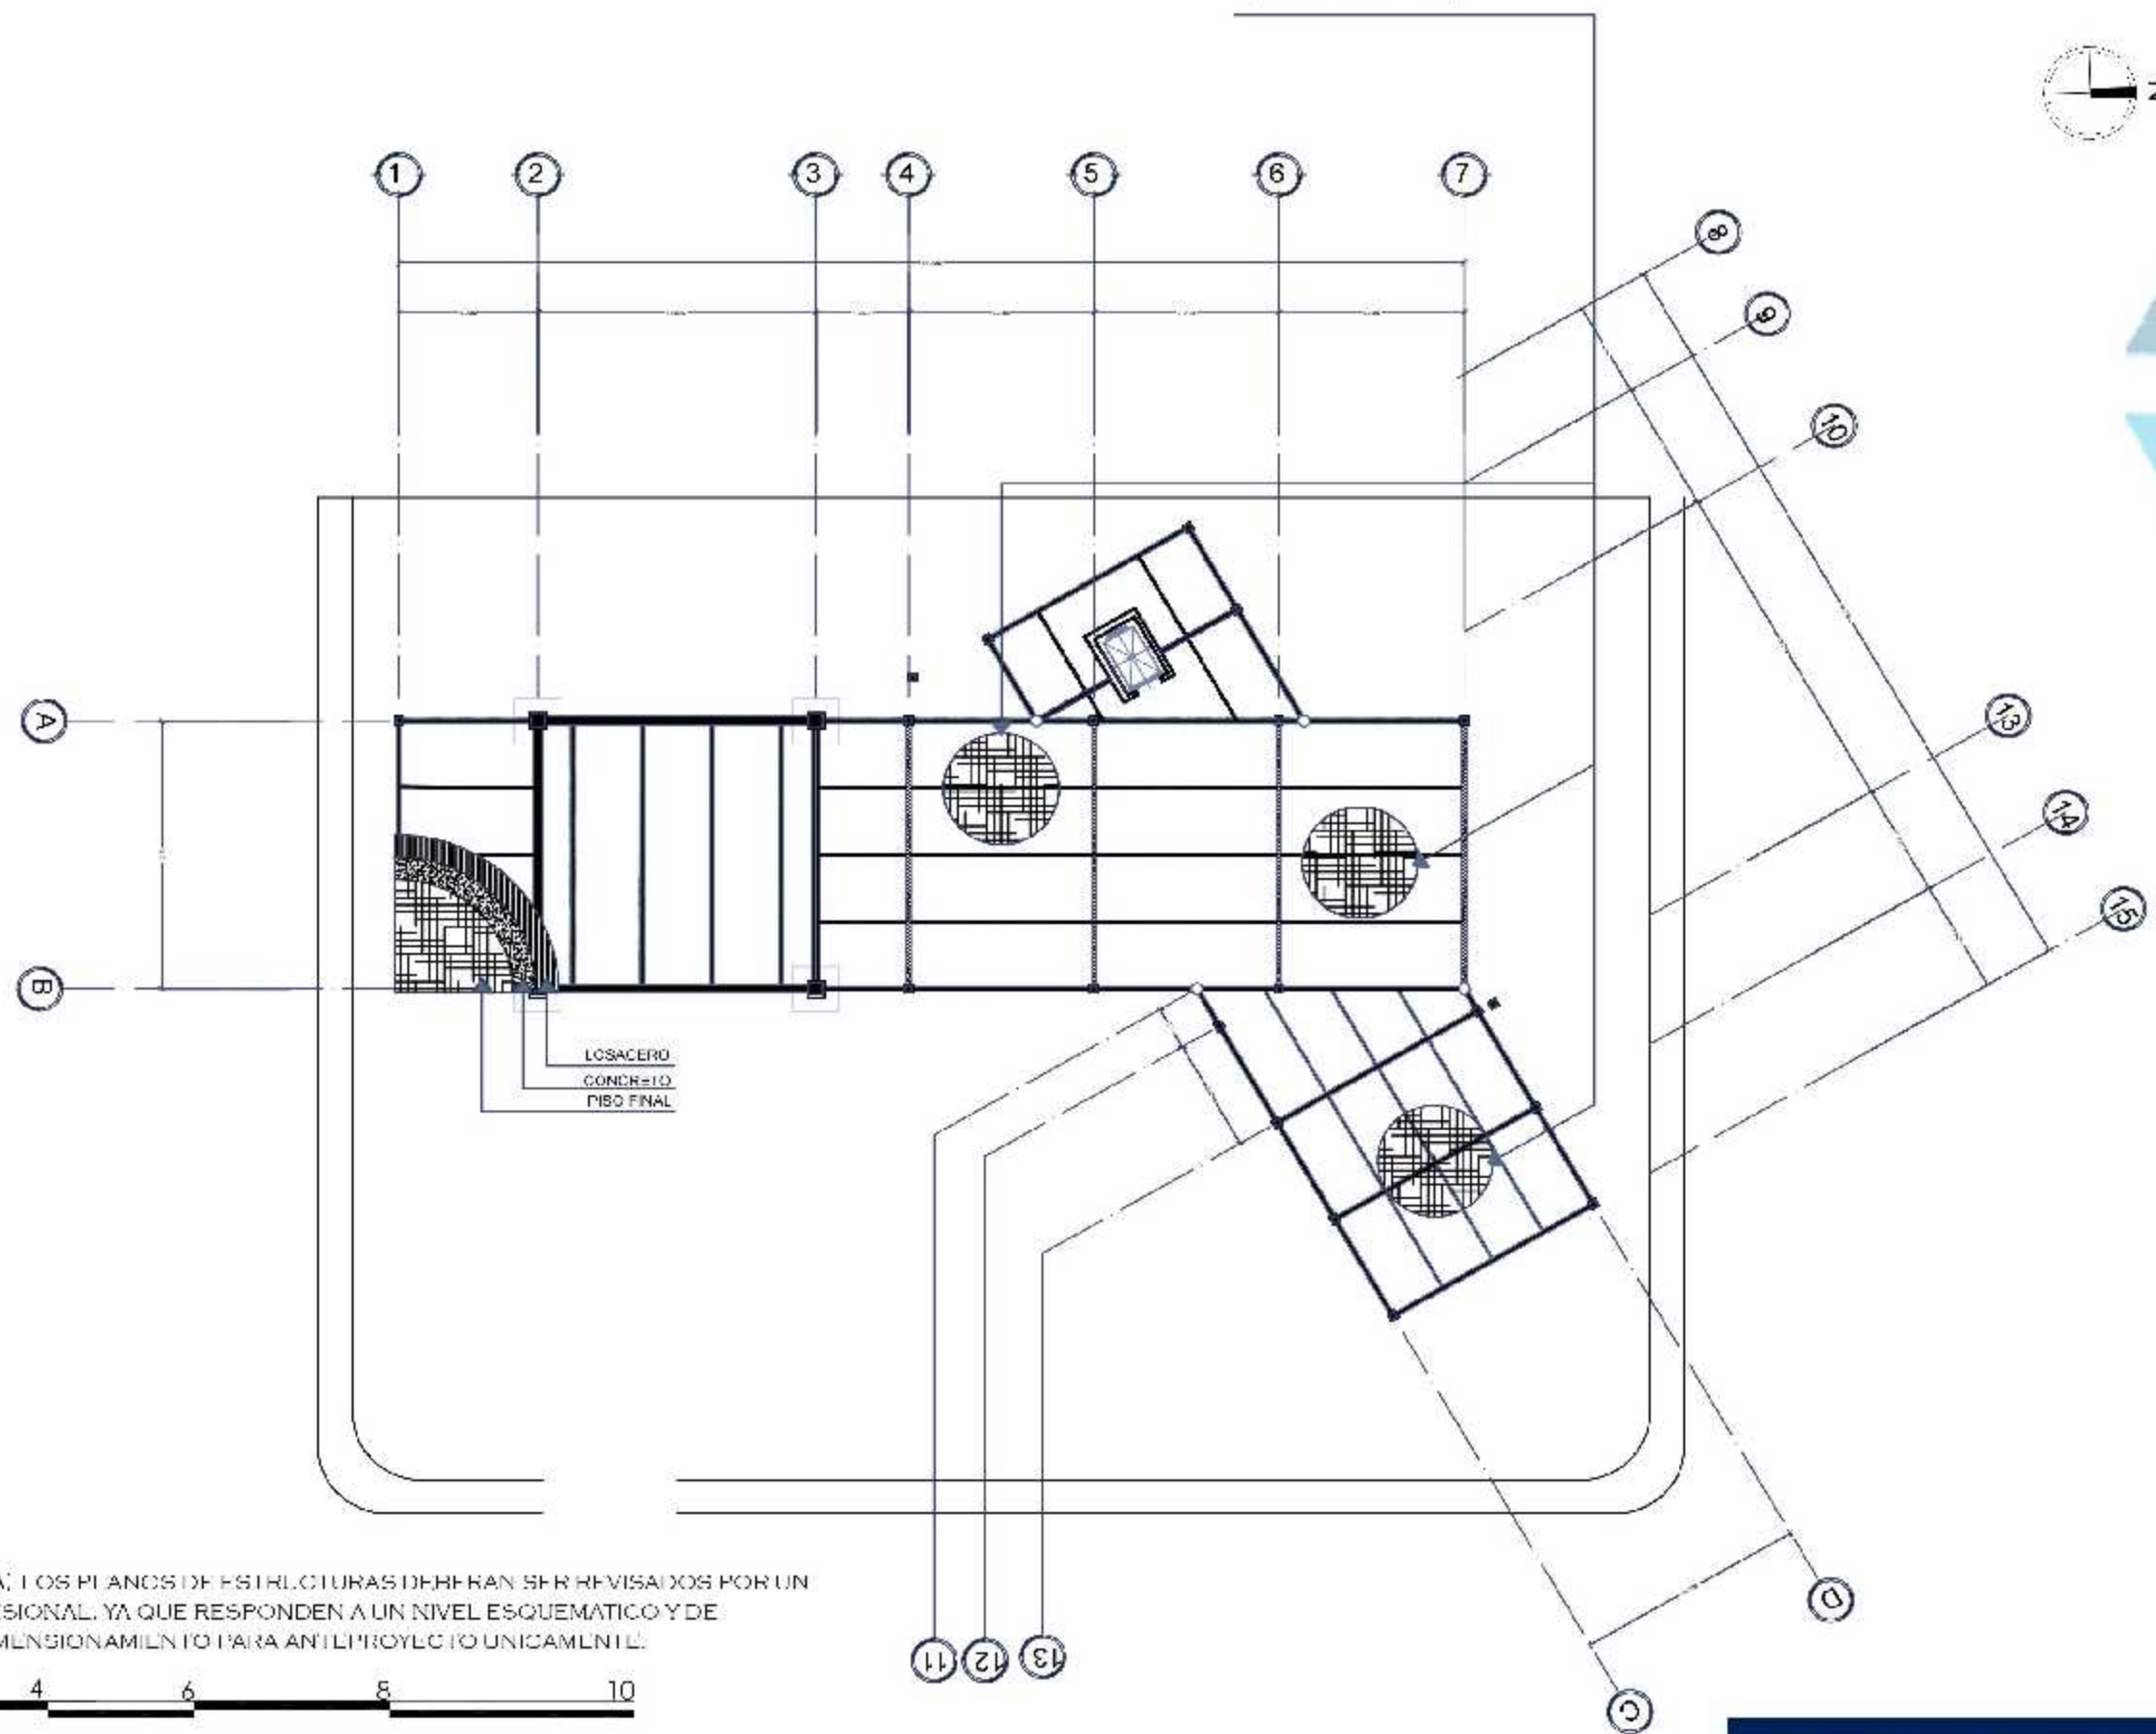 1 2 3 4 5 6 7
8
9
10
A
13
14
15
B
LOSACERO
CONCRETO
PISO FINAL
A; LOS PLANOS DE ESTRUCTURAS DEBERAN SER REVISADOS POR UN
ESIONAL. YA QUE RESPONDEN A UN NIVEL ESQUEMATICO Y DE
MENSIONAMIENTO PARA ANTEPROYECTO UNICAMENTE.
D
11 12 13
4 6 8 10
C